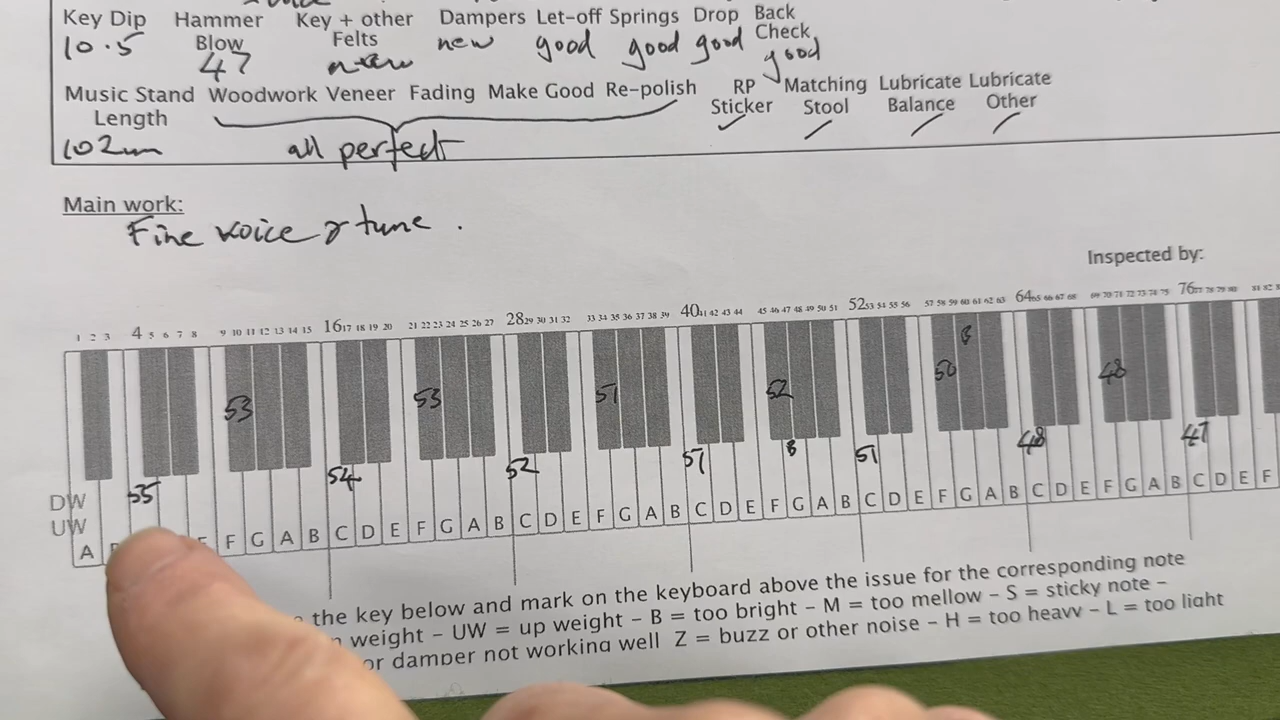 Key Dip Hammer Blow Key + other Felts Dampers Let-off Springs Drop Back Check
10.5 47 new new good good good good
Music Stand Length Woodwork Veneer Fading Make Good Re-polish RP Sticker Matching Stool Lubricate Balance Lubricate Other
102cm all perfect
Main work:
Fine voice & tune.
Inspected by:
1 2 3 4 5 6 7 8 9 10 11 12 13 14 15 16 17 18 19 20 21 22 23 24 25 26 27 28 29 30 31 32 33 34 35 36 37 38 39 40 41 42 43 44 45 46 47 48 49 50 51 52 53 54 55 56 57 58 59 60 61 62 63 64 65 66 67 68 69 70 71 72 73 74 75 76 77 78 79 80 81 82
B
53 53 51 52 50 48
55 54 52 51 B 51 48 47
DW
UW
A F G A B C D E F G A B C D E F G A B C D E F G A B C D E F G A B C D E F G A B C D E F
the key below and mark on the keyboard above the issue for the corresponding note
weight – UW = up weight – B = too bright – M = too mellow – S = sticky note –
or damper not working well Z = buzz or other noise – H = too heavy – L = too light